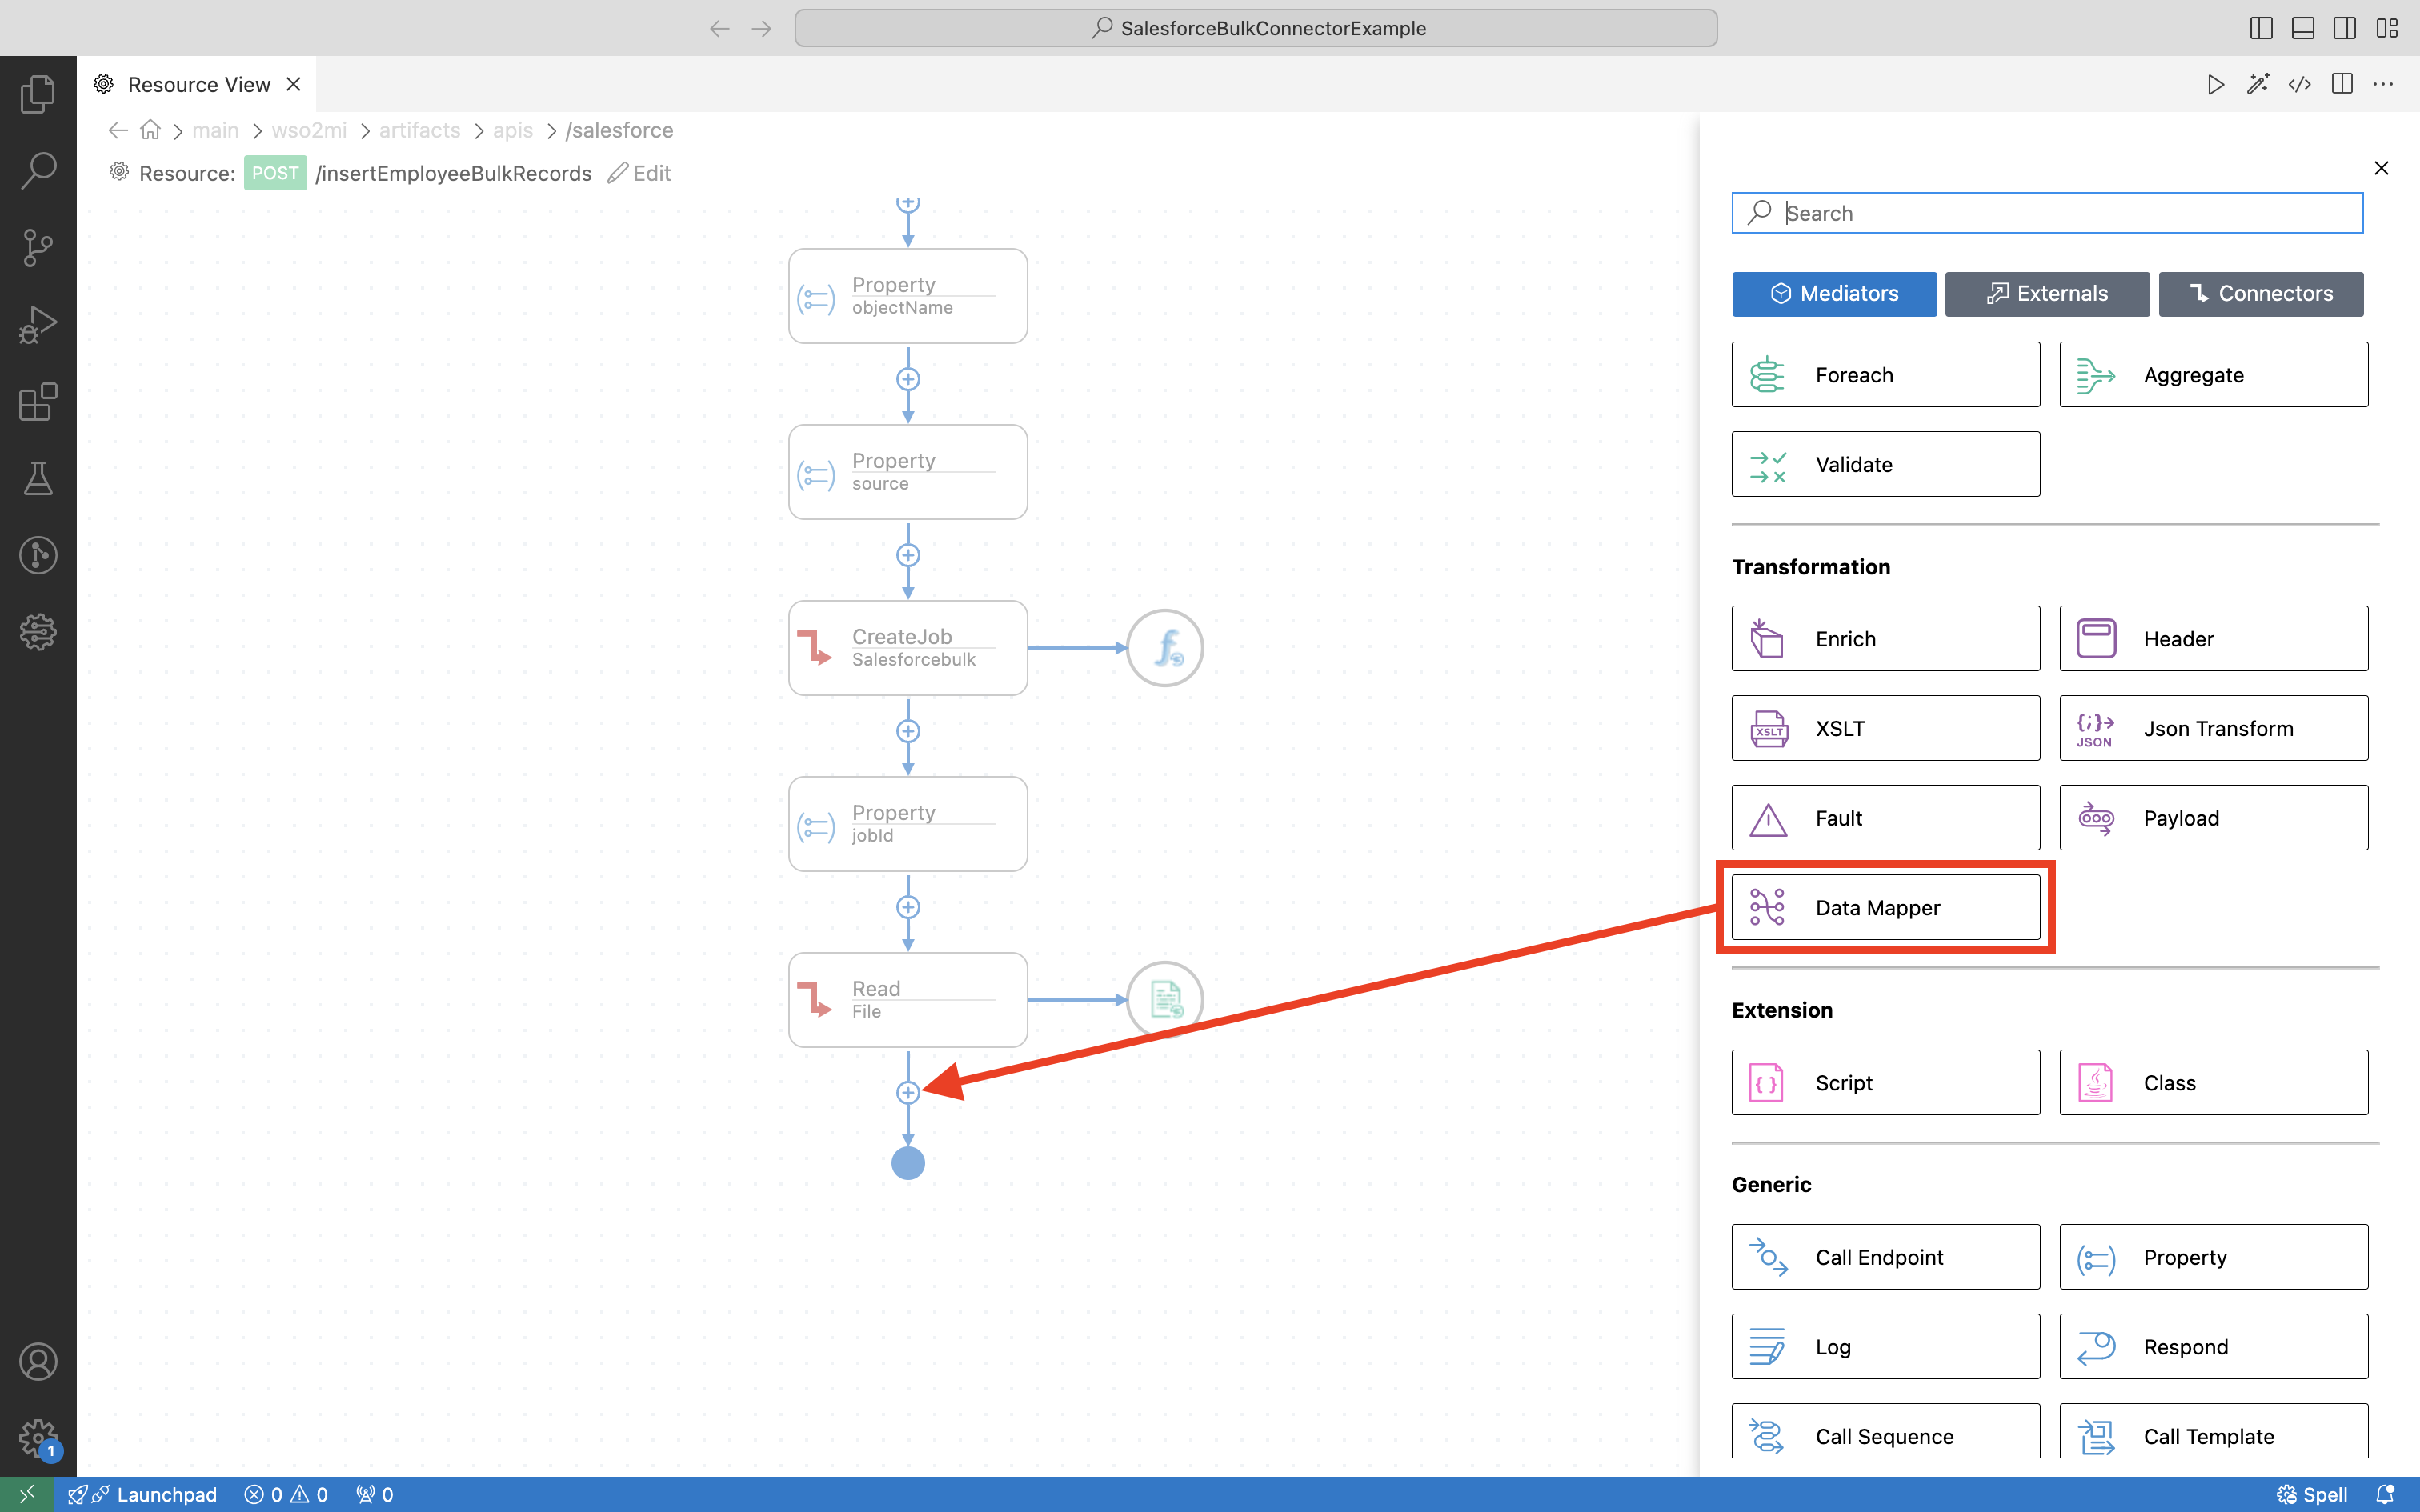 SalesforceBulkConnectorExample
Resource View
main wso2mi artifacts apis /salesforce
Resource: POST /insertEmployeeBulkRecords Edit
Search
Mediators Externals Connectors
Foreach Aggregate
Validate
Transformation
Enrich Header
XSLT XSLT {;} JSON Json Transform
Fault Payload
Data Mapper
Extension
{ } Script Class
Generic
Call Endpoint Property
Log Respond
Call Sequence Call Template
Property
objectName
Property
source
CreateJob
Salesforcebulk
Property
jobId
Read
File
1
Launchpad 0 0 0 Spell